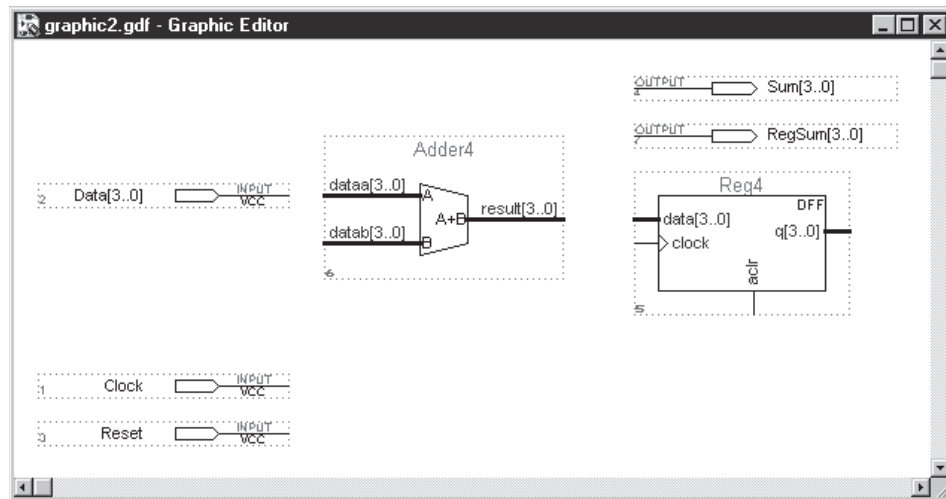 graphic2.gdf - Graphic Editor
OUTPUT
4
Sum[3..0]
OUTPUT
7
RegSum[3..0]
Adder4
dataa[3..0]
A
A+B
result[3..0]
datab[3..0]
B
6
2
Data[3..0]
INPUT
VCC
Reg4
DFF
data[3..0]
q[3..0]
clock
aclr
5
1
Clock
INPUT
VCC
3
Reset
INPUT
VCC